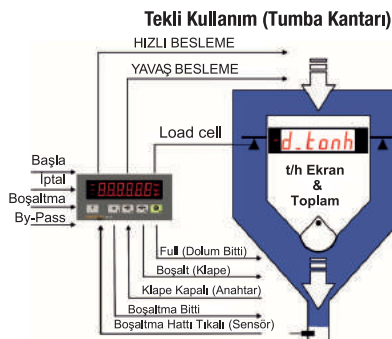 Tekli Kullanım (Tumba Kantarı)
HIZLI BESLEME
YAVAŞ BESLEME
Load cell
d.tonh
t/h Ekran
&
Toplam
Başla
İptal
Boşaltma
By-Pass
Full (Dolum Bitti)
Boşalt (Klape)
Klape Kapalı (Anahtar)
Boşaltma Bitti
Boşaltma Hattı Tıkalı (Sensör)